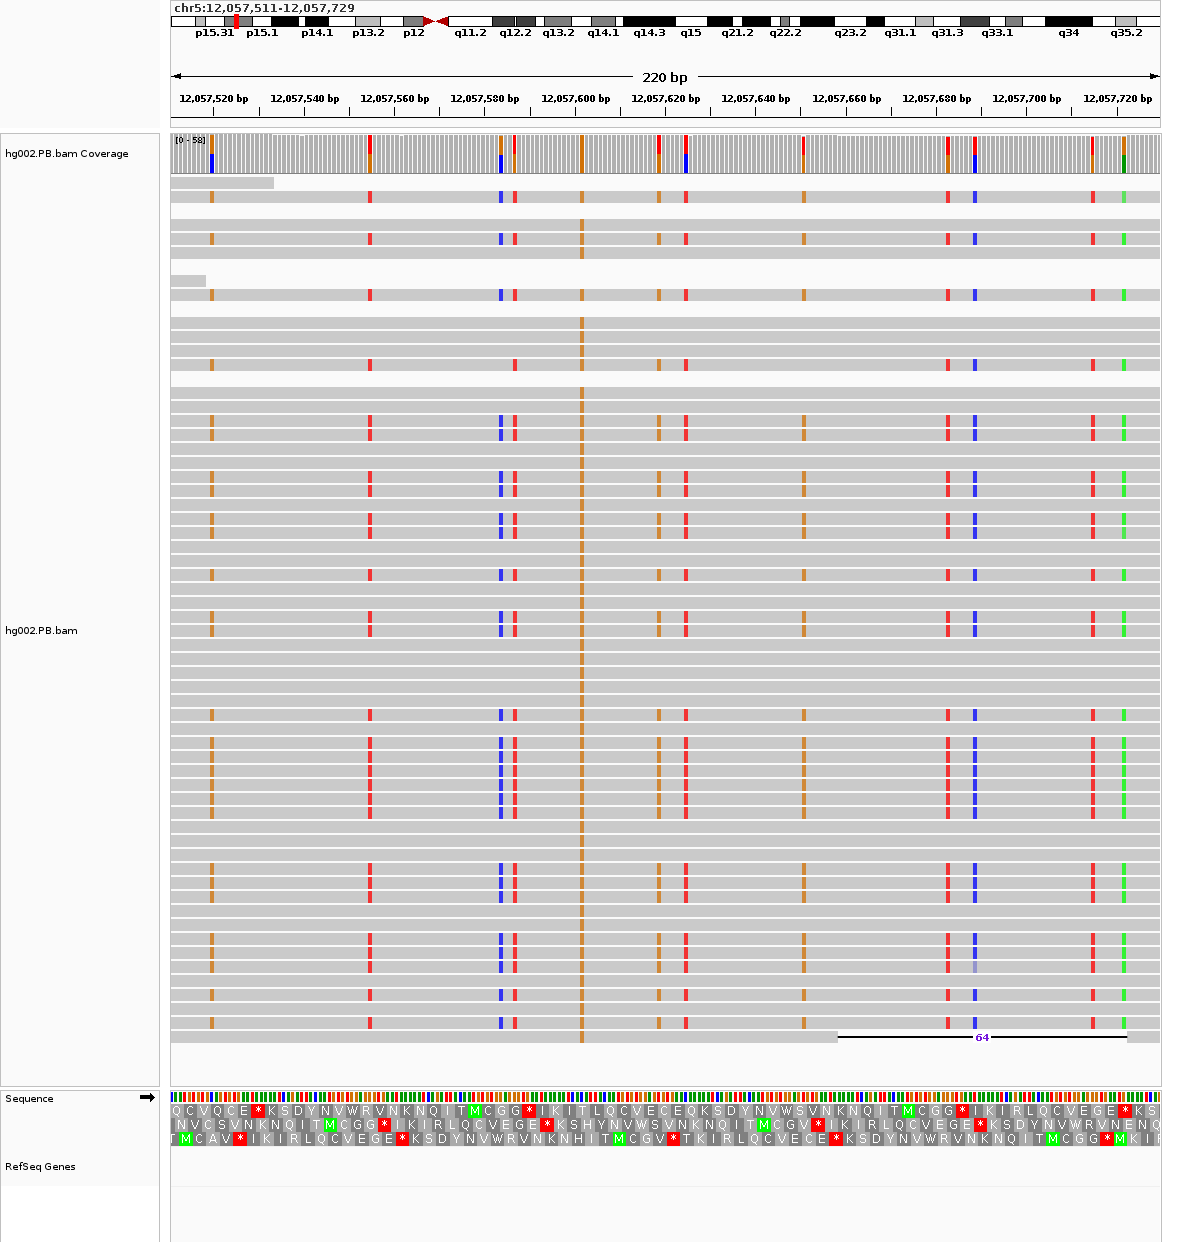 chr5:12,057,511-12,057,729
p15.31 p15.1 p14.1 p13.2 p12 q11.2 q12.2 q13.2 q14.1 q14.3 q15 q21.2 q22.2 q23.2 q31.1 q31.3 q33.1 q34 q35.2
220 bp
12,057,520 bp 12,057,540 bp 12,057,560 bp 12,057,580 bp 12,057,600 bp 12,057,620 bp 12,057,640 bp 12,057,660 bp 12,057,680 bp 12,057,700 bp 12,057,720 bp
hg002.PB.bam Coverage
[0 - 58]
hg002.PB.bam
64
Sequence
Q C V Q C E * K S D Y N V W R V N K N Q I T M C G G * I K I T L Q C V E C E Q K S D Y N V W S V N K N Q I T M C G G * I K I R L Q C V E G E * K S
N V C S V N K N Q I T M C G G * I K I R L Q C V E G E * K S H Y N V W S V N K N Q I T M C G V * I K I R L Q C V E G E * K S D Y N V W R V N E N Q
T M C A V * I K I R L Q C V E G E * K S D Y N V W R V N K N H I T M C G V * T K I R L Q C V E C E * K S D Y N V W R V N K N Q I T M C G G * M K I
RefSeq Genes